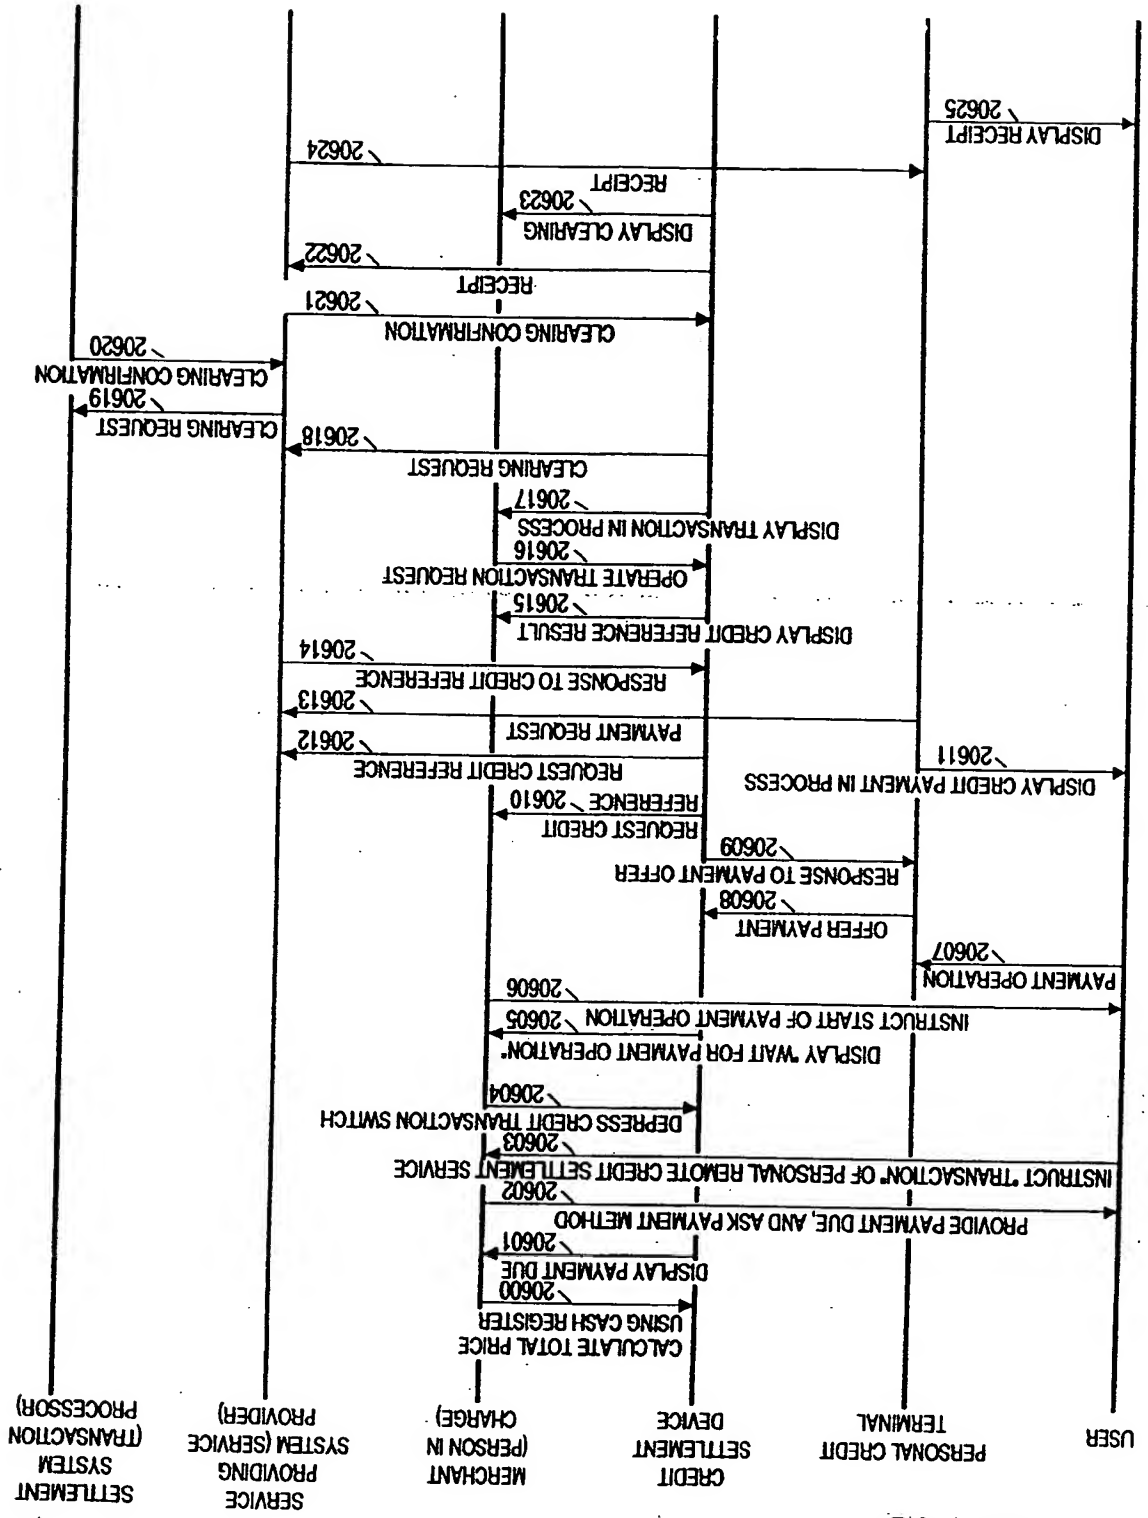 USER
PERSONAL CREDIT
TERMINAL
CREDIT
SETTLEMENT
DEVICE
MERCHANT
(PERSON IN
CHARGE)
SERVICE
PROVIDING
SYSTEM (SERVICE
PROVIDER)
SETTLEMENT
SYSTEM
(TRANSACTION
PROCESSOR)
CALCULATE TOTAL PRICE
USING CASH REGISTER
20600
DISPLAY PAYMENT DUE
20601
PROVIDE PAYMENT DUE, AND ASK PAYMENT METHOD
20602
INSTRUCT "TRANSACTION" OF PERSONAL REMOTE CREDIT SETTLEMENT SERVICE
20603
DEPRESS CREDIT TRANSACTION SWITCH
20604
DISPLAY "WAIT FOR PAYMENT OPERATION"
20605
INSTRUCT START OF PAYMENT OPERATION
20606
PAYMENT OPERATION
20607
OFFER PAYMENT
20608
RESPONSE TO PAYMENT OFFER
20609
REQUEST CREDIT
REFERENCE 20610
DISPLAY CREDIT PAYMENT IN PROCESS
20611
REQUEST CREDIT REFERENCE
20612
PAYMENT REQUEST
20613
RESPONSE TO CREDIT REFERENCE
20614
DISPLAY CREDIT REFERENCE RESULT
20615
OPERATE TRANSACTION REQUEST
20616
DISPLAY TRANSACTION IN PROCESS
20617
CLEARING REQUEST
20618
CLEARING REQUEST
20619
CLEARING CONFIRMATION
20620
CLEARING CONFIRMATION
20621
RECEIPT
20622
DISPLAY CLEARING
20623
RECEIPT
20624
DISPLAY RECEIPT
20625